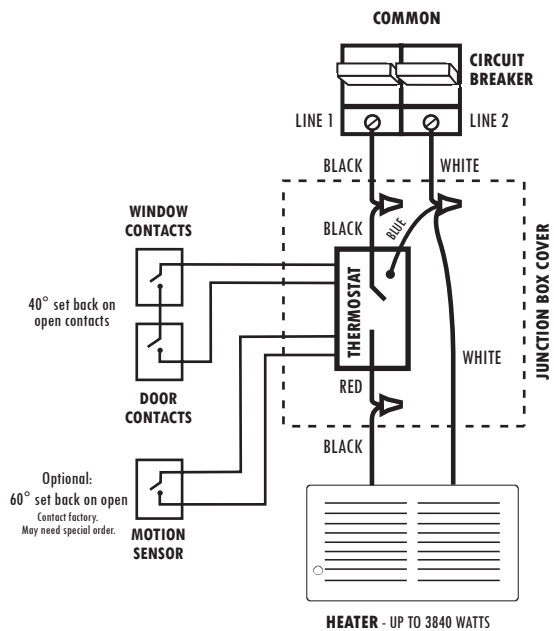 COMMON
CIRCUIT
BREAKER
LINE 1
LINE 2
BLACK
WHITE
WINDOW
CONTACTS
BLACK
BLUE
40° set back on
open contacts
THERMOSTAT
JUNCTION BOX COVER
WHITE
DOOR
CONTACTS
RED
BLACK
Optional:
60° set back on open
Contact factory.
May need special order.
MOTION
SENSOR
HEATER - UP TO 3840 WATTS